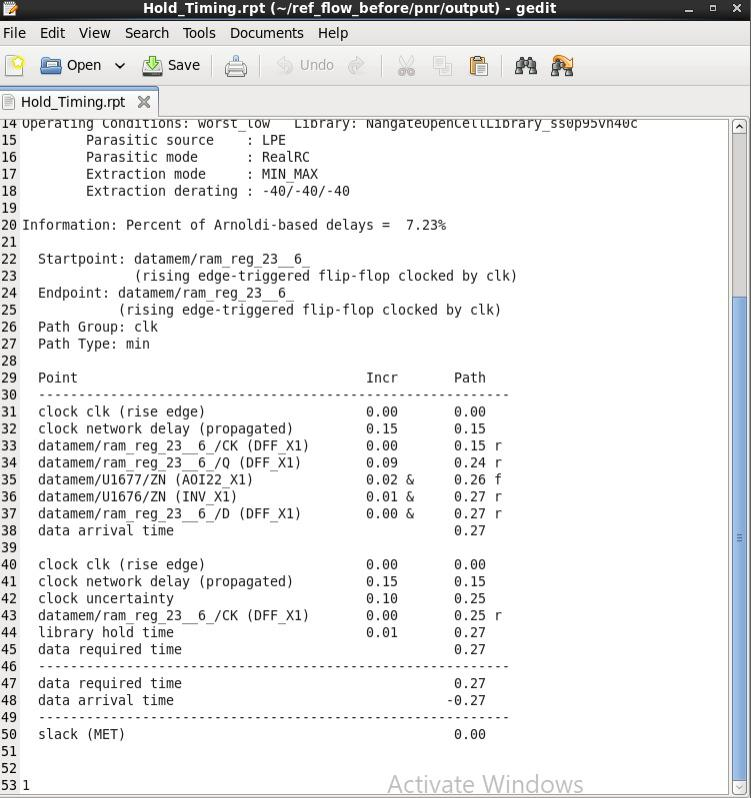 Hold_Timing.rpt (~/ref_flow_before/pnr/output) - gedit
File Edit View Search Tools Documents Help
Open Save Undo
Hold_Timing.rpt
14 Operating Conditions: worst_low   Library: NangateOpenCellLibrary_ss0p95vn40c
15         Parasitic source    : LPE
16         Parasitic mode      : RealRC
17         Extraction mode     : MIN_MAX
18         Extraction derating : -40/-40/-40
19
20 Information: Percent of Arnoldi-based delays =  7.23%
21
22   Startpoint: datamem/ram_reg_23__6_
23               (rising edge-triggered flip-flop clocked by clk)
24   Endpoint: datamem/ram_reg_23__6_
25             (rising edge-triggered flip-flop clocked by clk)
26   Path Group: clk
27   Path Type: min
28
29   Point                                    Incr       Path
30   -----------------------------------------------------------
31   clock clk (rise edge)                    0.00       0.00
32   clock network delay (propagated)         0.15       0.15
33   datamem/ram_reg_23__6_/CK (DFF_X1)       0.00       0.15 r
34   datamem/ram_reg_23__6_/Q (DFF_X1)        0.09       0.24 r
35   datamem/U1677/ZN (AOI22_X1)              0.02 &     0.26 f
36   datamem/U1676/ZN (INV_X1)                0.01 &     0.27 r
37   datamem/ram_reg_23__6_/D (DFF_X1)        0.00 &     0.27 r
38   data arrival time                                   0.27
39
40   clock clk (rise edge)                    0.00       0.00
41   clock network delay (propagated)         0.15       0.15
42   clock uncertainty                        0.10       0.25
43   datamem/ram_reg_23__6_/CK (DFF_X1)       0.00       0.25 r
44   library hold time                        0.01       0.27
45   data required time                                  0.27
46   -----------------------------------------------------------
47   data required time                                  0.27
48   data arrival time                                  -0.27
49   -----------------------------------------------------------
50   slack (MET)                                         0.00
51
52
53 1
Activate Windows